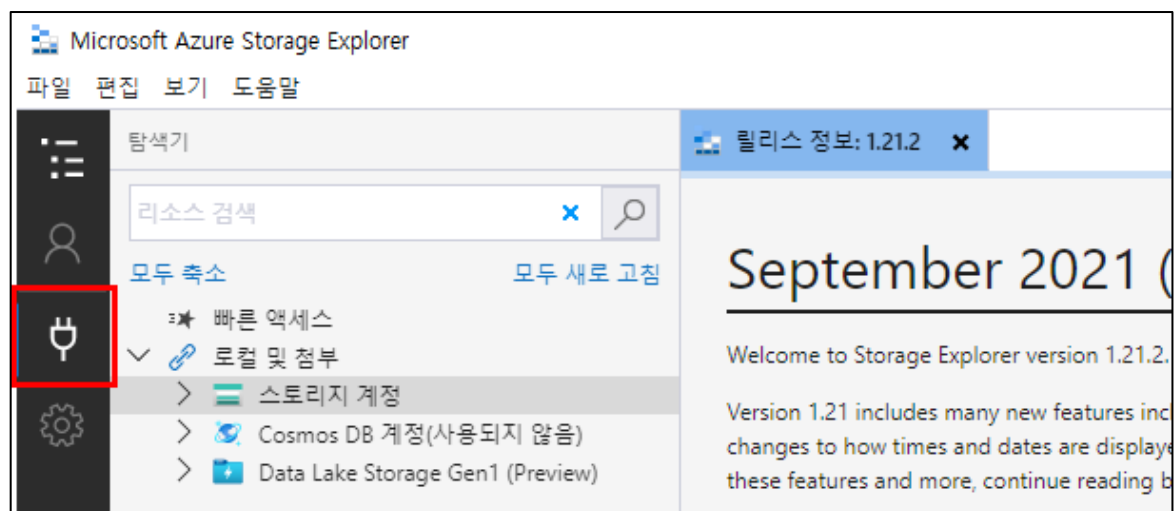 Microsoft Azure Storage Explorer
파일 편집 보기 도움말
탐색기
리소스 검색
모두 축소 모두 새로 고침
빠른 액세스
로컬 및 첨부
스토리지 계정
Cosmos DB 계정(사용되지 않음)
Data Lake Storage Gen1 (Preview)
릴리스 정보: 1.21.2
September 2021 (
Welcome to Storage Explorer version 1.21.2.
Version 1.21 includes many new features inc
changes to how times and dates are displaye
these features and more, continue reading b